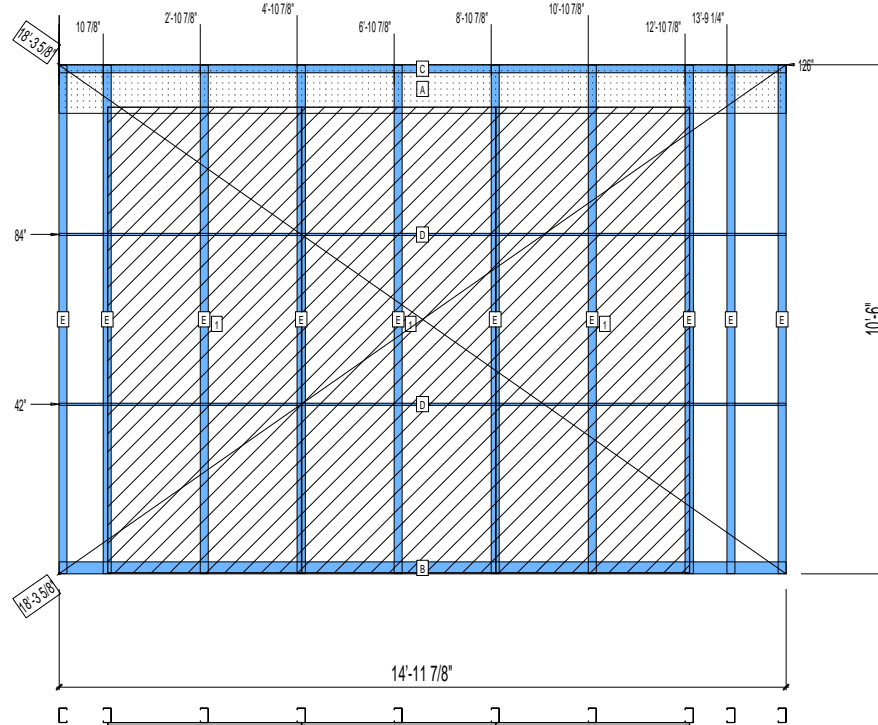 4'-10 7/8"
2'-10 7/8" 8'-10 7/8" 10'-10 7/8" 13'-9 1/4"
10 7/8" 6'-10 7/8" 12'-10 7/8"
18'-3 5/8"
C
126"
A
84"
D
E E E E E E E E E E
1 1 1
10'-6"
42"
D
B
18'-3 5/8"
14'-11 7/8"